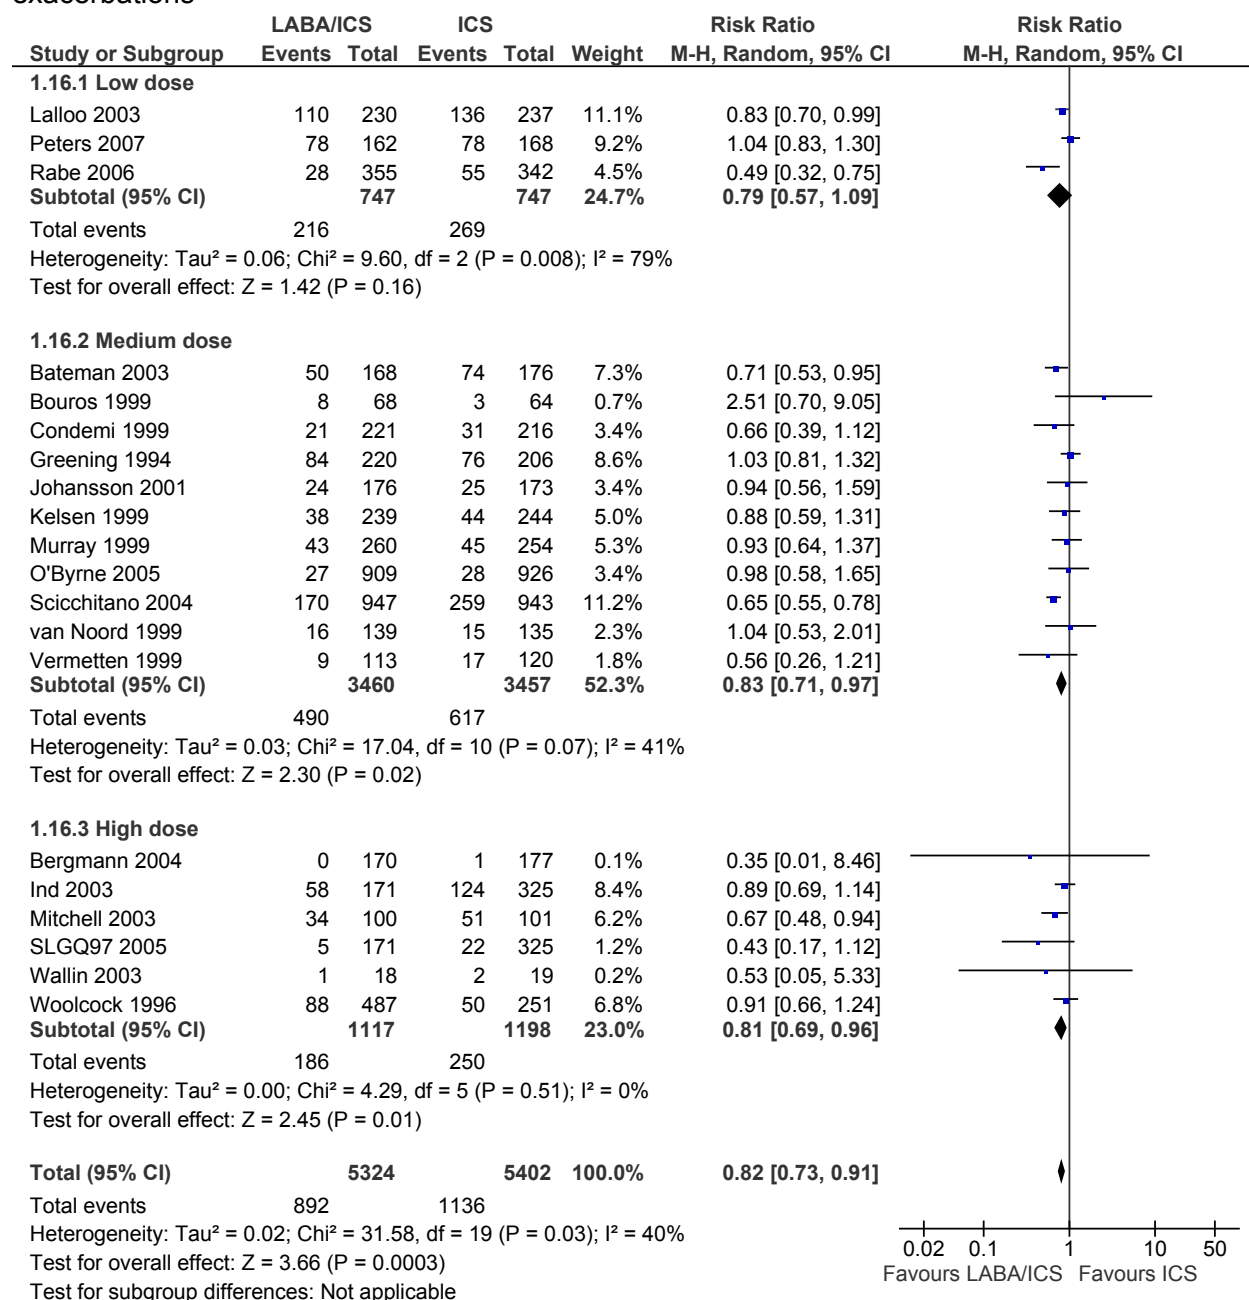 exacerbations
LABA/ICS ICS Risk Ratio Risk Ratio
Study or Subgroup Events Total Events Total Weight M-H, Random, 95% CI M-H, Random, 95% CI
1.16.1 Low dose
Lalloo 2003 110 230 136 237 11.1% 0.83 [0.70, 0.99]
Peters 2007 78 162 78 168 9.2% 1.04 [0.83, 1.30]
Rabe 2006 28 355 55 342 4.5% 0.49 [0.32, 0.75]
Subtotal (95% CI) 747 747 24.7% 0.79 [0.57, 1.09]
Total events 216 269
Heterogeneity: Tau² = 0.06; Chi² = 9.60, df = 2 (P = 0.008); I² = 79%
Test for overall effect: Z = 1.42 (P = 0.16)
1.16.2 Medium dose
Bateman 2003 50 168 74 176 7.3% 0.71 [0.53, 0.95]
Bouros 1999 8 68 3 64 0.7% 2.51 [0.70, 9.05]
Condemi 1999 21 221 31 216 3.4% 0.66 [0.39, 1.12]
Greening 1994 84 220 76 206 8.6% 1.03 [0.81, 1.32]
Johansson 2001 24 176 25 173 3.4% 0.94 [0.56, 1.59]
Kelsen 1999 38 239 44 244 5.0% 0.88 [0.59, 1.31]
Murray 1999 43 260 45 254 5.3% 0.93 [0.64, 1.37]
O'Byrne 2005 27 909 28 926 3.4% 0.98 [0.58, 1.65]
Scicchitano 2004 170 947 259 943 11.2% 0.65 [0.55, 0.78]
van Noord 1999 16 139 15 135 2.3% 1.04 [0.53, 2.01]
Vermetten 1999 9 113 17 120 1.8% 0.56 [0.26, 1.21]
Subtotal (95% CI) 3460 3457 52.3% 0.83 [0.71, 0.97]
Total events 490 617
Heterogeneity: Tau² = 0.03; Chi² = 17.04, df = 10 (P = 0.07); I² = 41%
Test for overall effect: Z = 2.30 (P = 0.02)
1.16.3 High dose
Bergmann 2004 0 170 1 177 0.1% 0.35 [0.01, 8.46]
Ind 2003 58 171 124 325 8.4% 0.89 [0.69, 1.14]
Mitchell 2003 34 100 51 101 6.2% 0.67 [0.48, 0.94]
SLGQ97 2005 5 171 22 325 1.2% 0.43 [0.17, 1.12]
Wallin 2003 1 18 2 19 0.2% 0.53 [0.05, 5.33]
Woolcock 1996 88 487 50 251 6.8% 0.91 [0.66, 1.24]
Subtotal (95% CI) 1117 1198 23.0% 0.81 [0.69, 0.96]
Total events 186 250
Heterogeneity: Tau² = 0.00; Chi² = 4.29, df = 5 (P = 0.51); I² = 0%
Test for overall effect: Z = 2.45 (P = 0.01)
Total (95% CI) 5324 5402 100.0% 0.82 [0.73, 0.91]
Total events 892 1136
Heterogeneity: Tau² = 0.02; Chi² = 31.58, df = 19 (P = 0.03); I² = 40%
Test for overall effect: Z = 3.66 (P = 0.0003)
Test for subgroup differences: Not applicable
0.02 0.1 1 10 50
Favours LABA/ICS Favours ICS